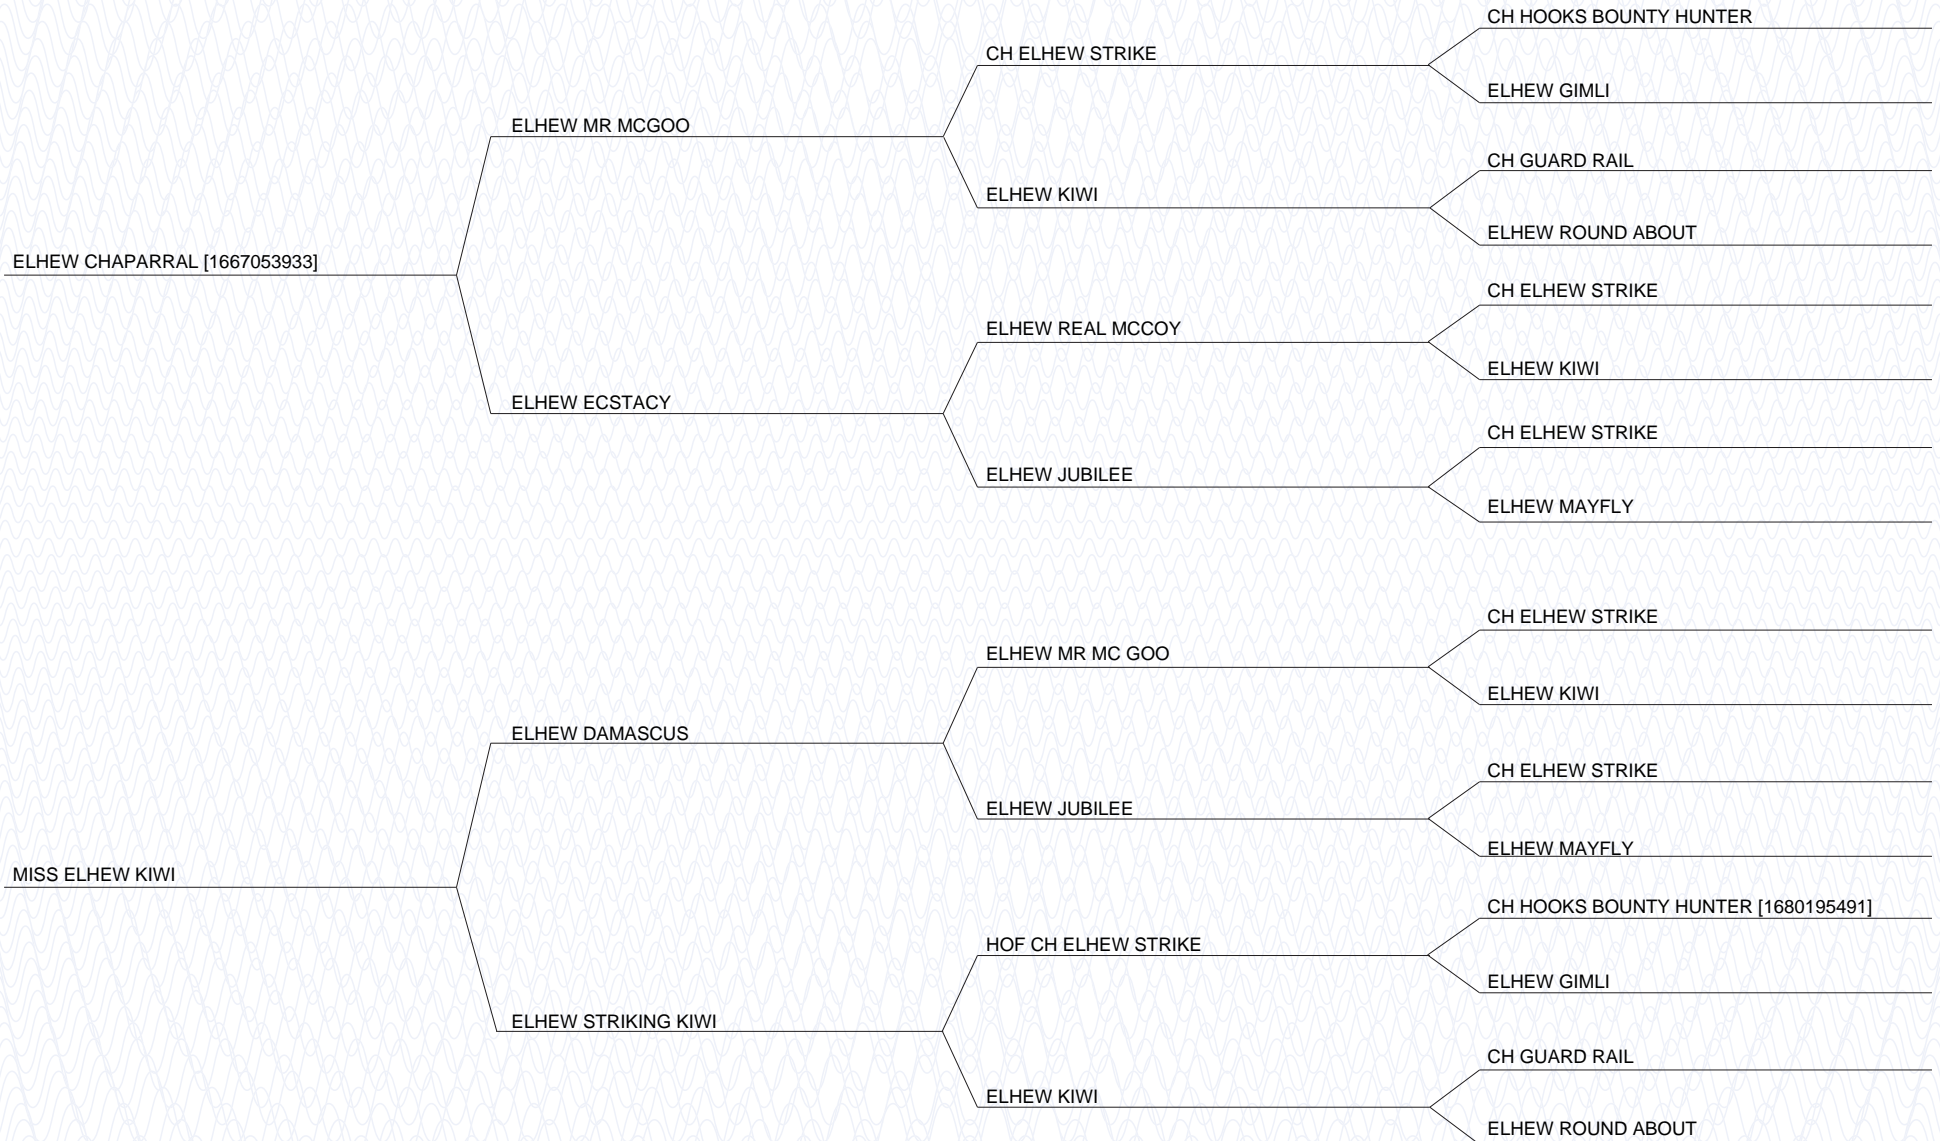 CH HOOKS BOUNTY HUNTER
CH ELHEW STRIKE
ELHEW GIMLI
ELHEW MR MCGOO
CH GUARD RAIL
ELHEW KIWI
ELHEW ROUND ABOUT
ELHEW CHAPARRAL [1667053933]
CH ELHEW STRIKE
ELHEW REAL MCCOY
ELHEW KIWI
ELHEW ECSTACY
CH ELHEW STRIKE
ELHEW JUBILEE
ELHEW MAYFLY
CH ELHEW STRIKE
ELHEW MR MC GOO
ELHEW KIWI
ELHEW DAMASCUS
CH ELHEW STRIKE
ELHEW JUBILEE
ELHEW MAYFLY
MISS ELHEW KIWI
CH HOOKS BOUNTY HUNTER [1680195491]
HOF CH ELHEW STRIKE
ELHEW GIMLI
ELHEW STRIKING KIWI
CH GUARD RAIL
ELHEW KIWI
ELHEW ROUND ABOUT